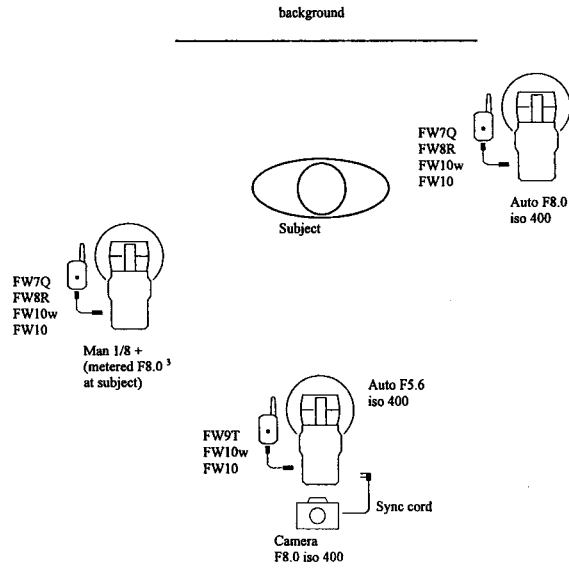 background
FW7Q
FW8R
FW10w
FW10
Auto F8.0
iso 400
Subject
FW7Q
FW8R
FW10w
FW10
Man 1/8 +
(metered F8.0 ³
at subject)
Auto F5.6
iso 400
FW9T
FW10w
FW10
Sync cord
Camera
F8.0 iso 400